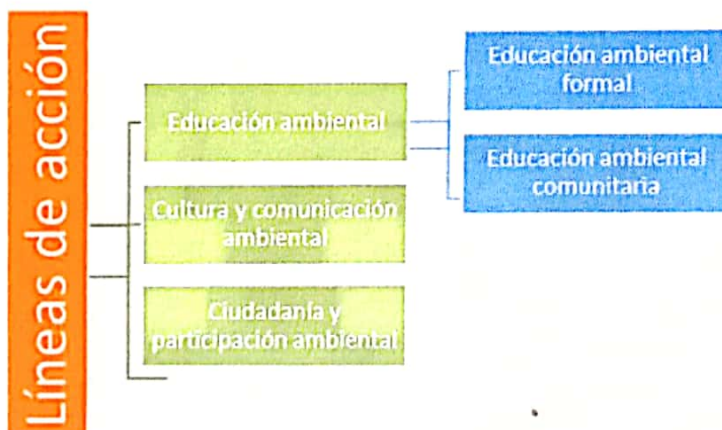 Líneas de acción
Educación ambiental
Cultura y comunicación
ambiental
Ciudadanía y
participación ambiental
Educación ambiental
formal
Educación ambiental
comunitaria